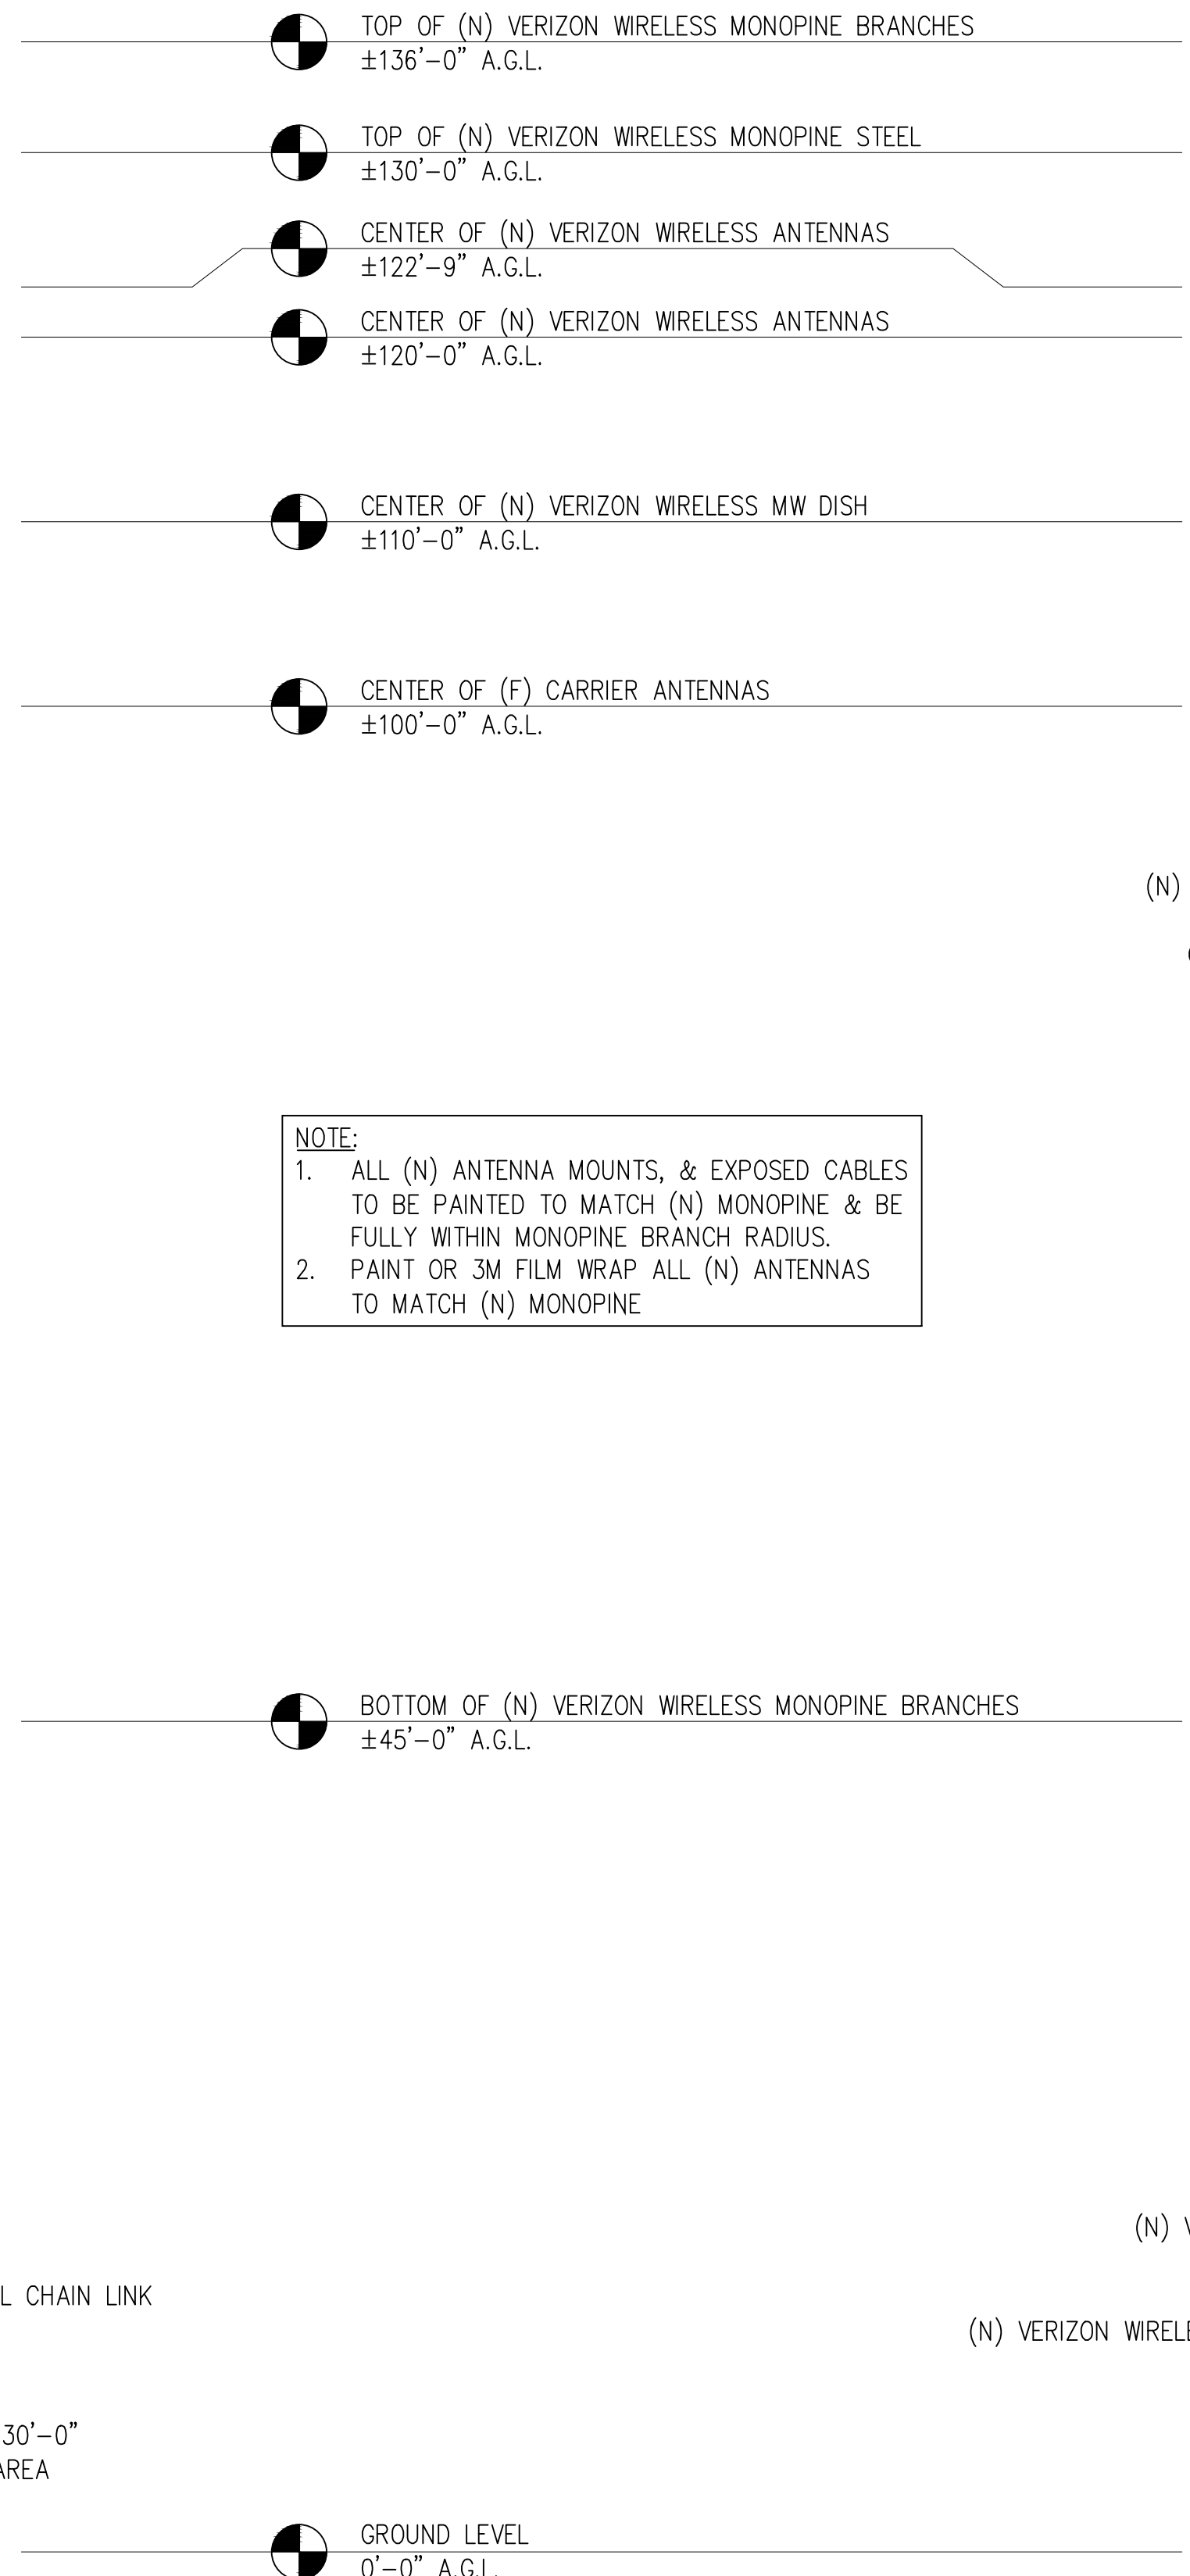 TOP OF (N) VERIZON WIRELESS MONOPINE BRANCHES
±136'-0" A.G.L.
TOP OF (N) VERIZON WIRELESS MONOPINE STEEL
±130'-0" A.G.L.
CENTER OF (N) VERIZON WIRELESS ANTENNAS
±122'-9" A.G.L.
CENTER OF (N) VERIZON WIRELESS ANTENNAS
±120'-0" A.G.L.
CENTER OF (N) VERIZON WIRELESS MW DISH
±110'-0" A.G.L.
CENTER OF (F) CARRIER ANTENNAS
±100'-0" A.G.L.
(N)
NOTE:
1. ALL (N) ANTENNA MOUNTS, & EXPOSED CABLES
TO BE PAINTED TO MATCH (N) MONOPINE & BE
FULLY WITHIN MONOPINE BRANCH RADIUS.
2. PAINT OR 3M FILM WRAP ALL (N) ANTENNAS
TO MATCH (N) MONOPINE
BOTTOM OF (N) VERIZON WIRELESS MONOPINE BRANCHES
±45'-0" A.G.L.
(N)
L CHAIN LINK
(N) VERIZON WIRELE
30'-0"
AREA
GROUND LEVEL
0'-0" A.G.L.